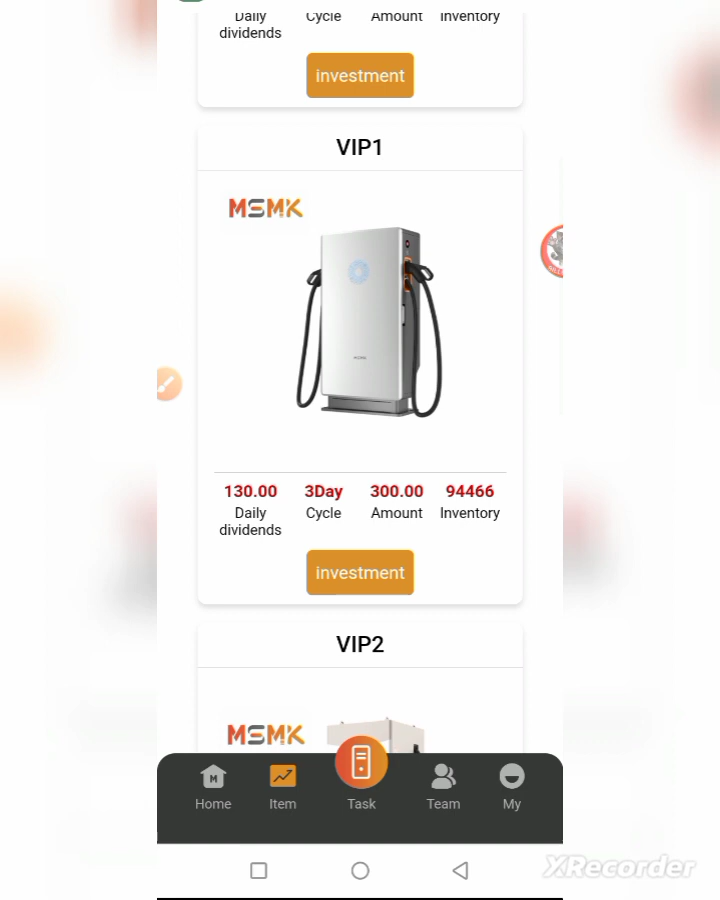 Daily Cycle Amount Inventory
dividends
investment
VIP1
MSMK
130.00 3Day 300.00 94466
Daily Cycle Amount Inventory
dividends
investment
VIP2
MSMK
M
Home Item Task Team My
XRecorder